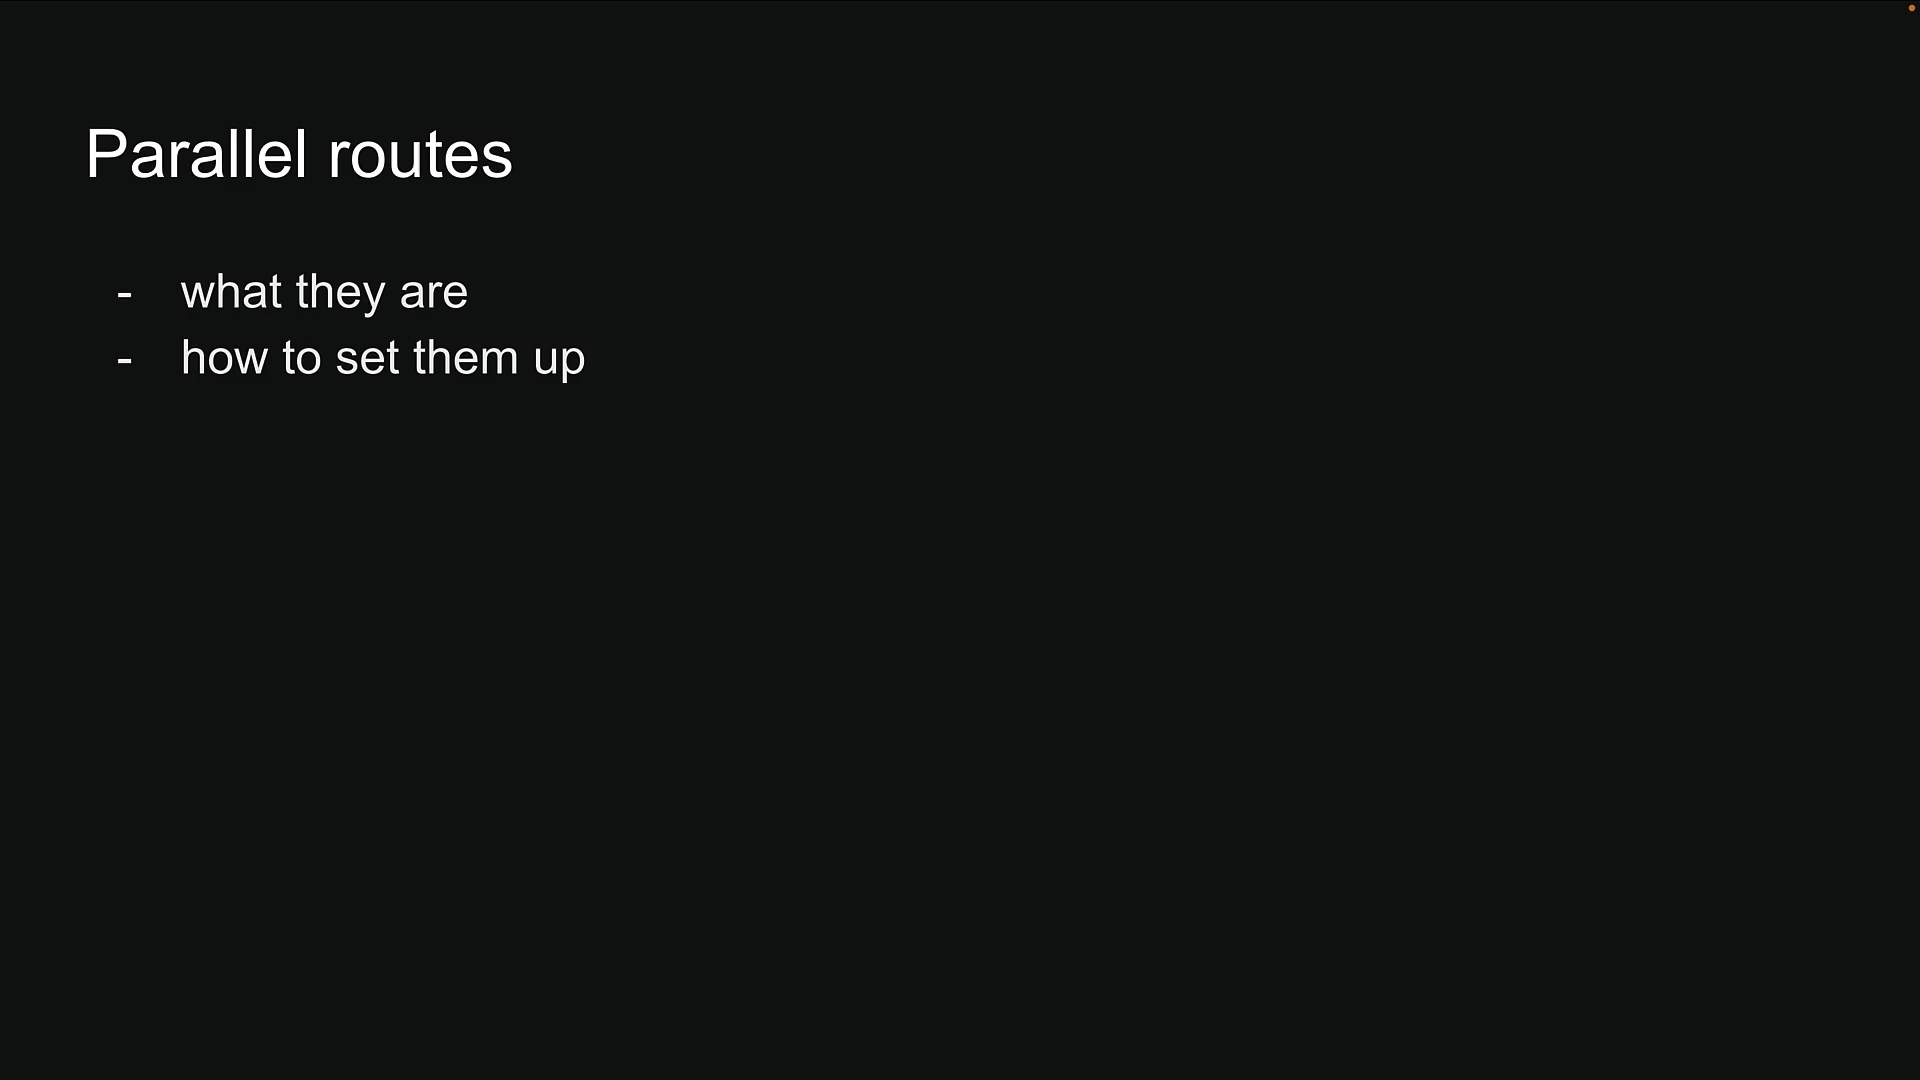 Parallel routes
- what they are
- how to set them up